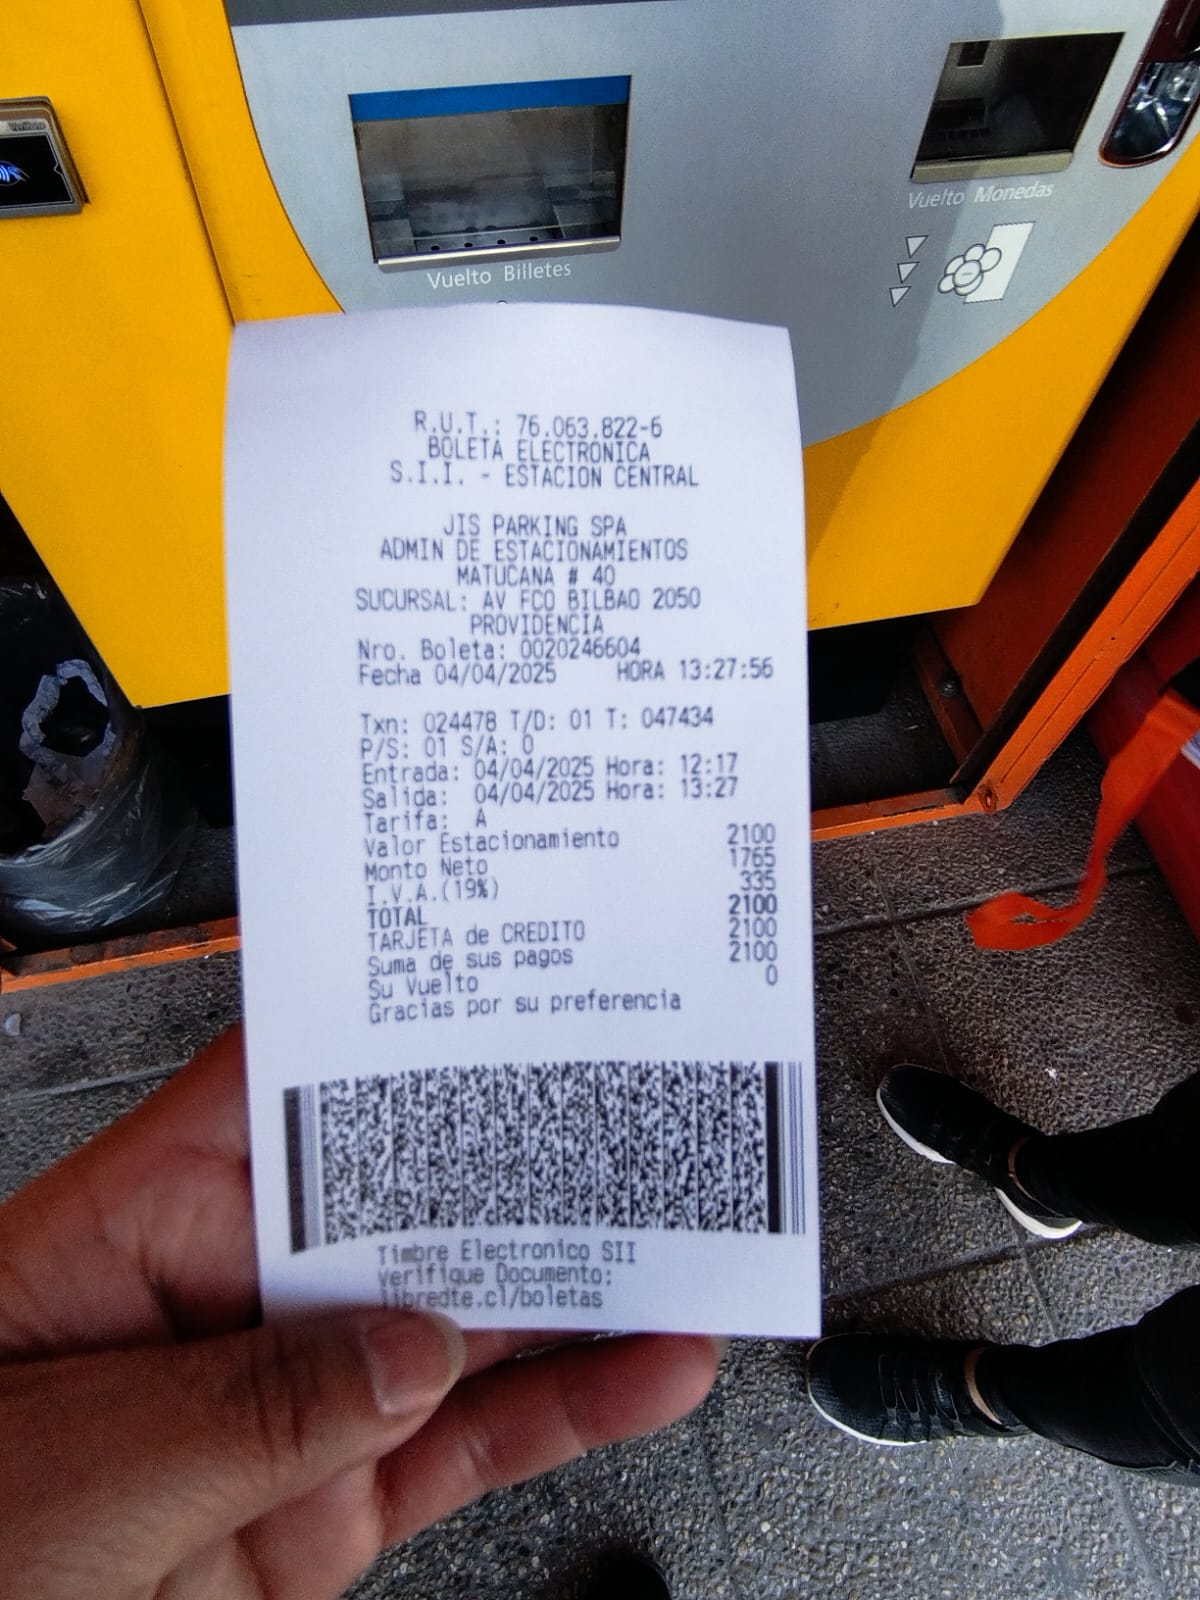 Verifone
Vuelto Billetes
Vuelto Monedas
R.U.T.: 76.063.822-6
BOLETA ELECTRONICA
S.I.I. - ESTACION CENTRAL
JIS PARKING SPA
ADMIN DE ESTACIONAMIENTOS
MATUCANA # 40
SUCURSAL: AV FCO BILBAO 2050
PROVIDENCIA
Nro. Boleta: 0020246604
Fecha 04/04/2025 HORA 13:27:56
Txn: 024478 T/D: 01 T: 047434
P/S: 01 S/A: 0
Entrada: 04/04/2025 Hora: 12:17
Salida: 04/04/2025 Hora: 13:27
Tarifa: A
Valor Estacionamiento 2100
Monto Neto 1765
I.V.A.(19%) 335
TOTAL 2100
TARJETA de CREDITO 2100
Suma de sus pagos 2100
Su Vuelto 0
Gracias por su preferencia
Timbre Electronico SII
Verifique Documento:
libredte.cl/boletas